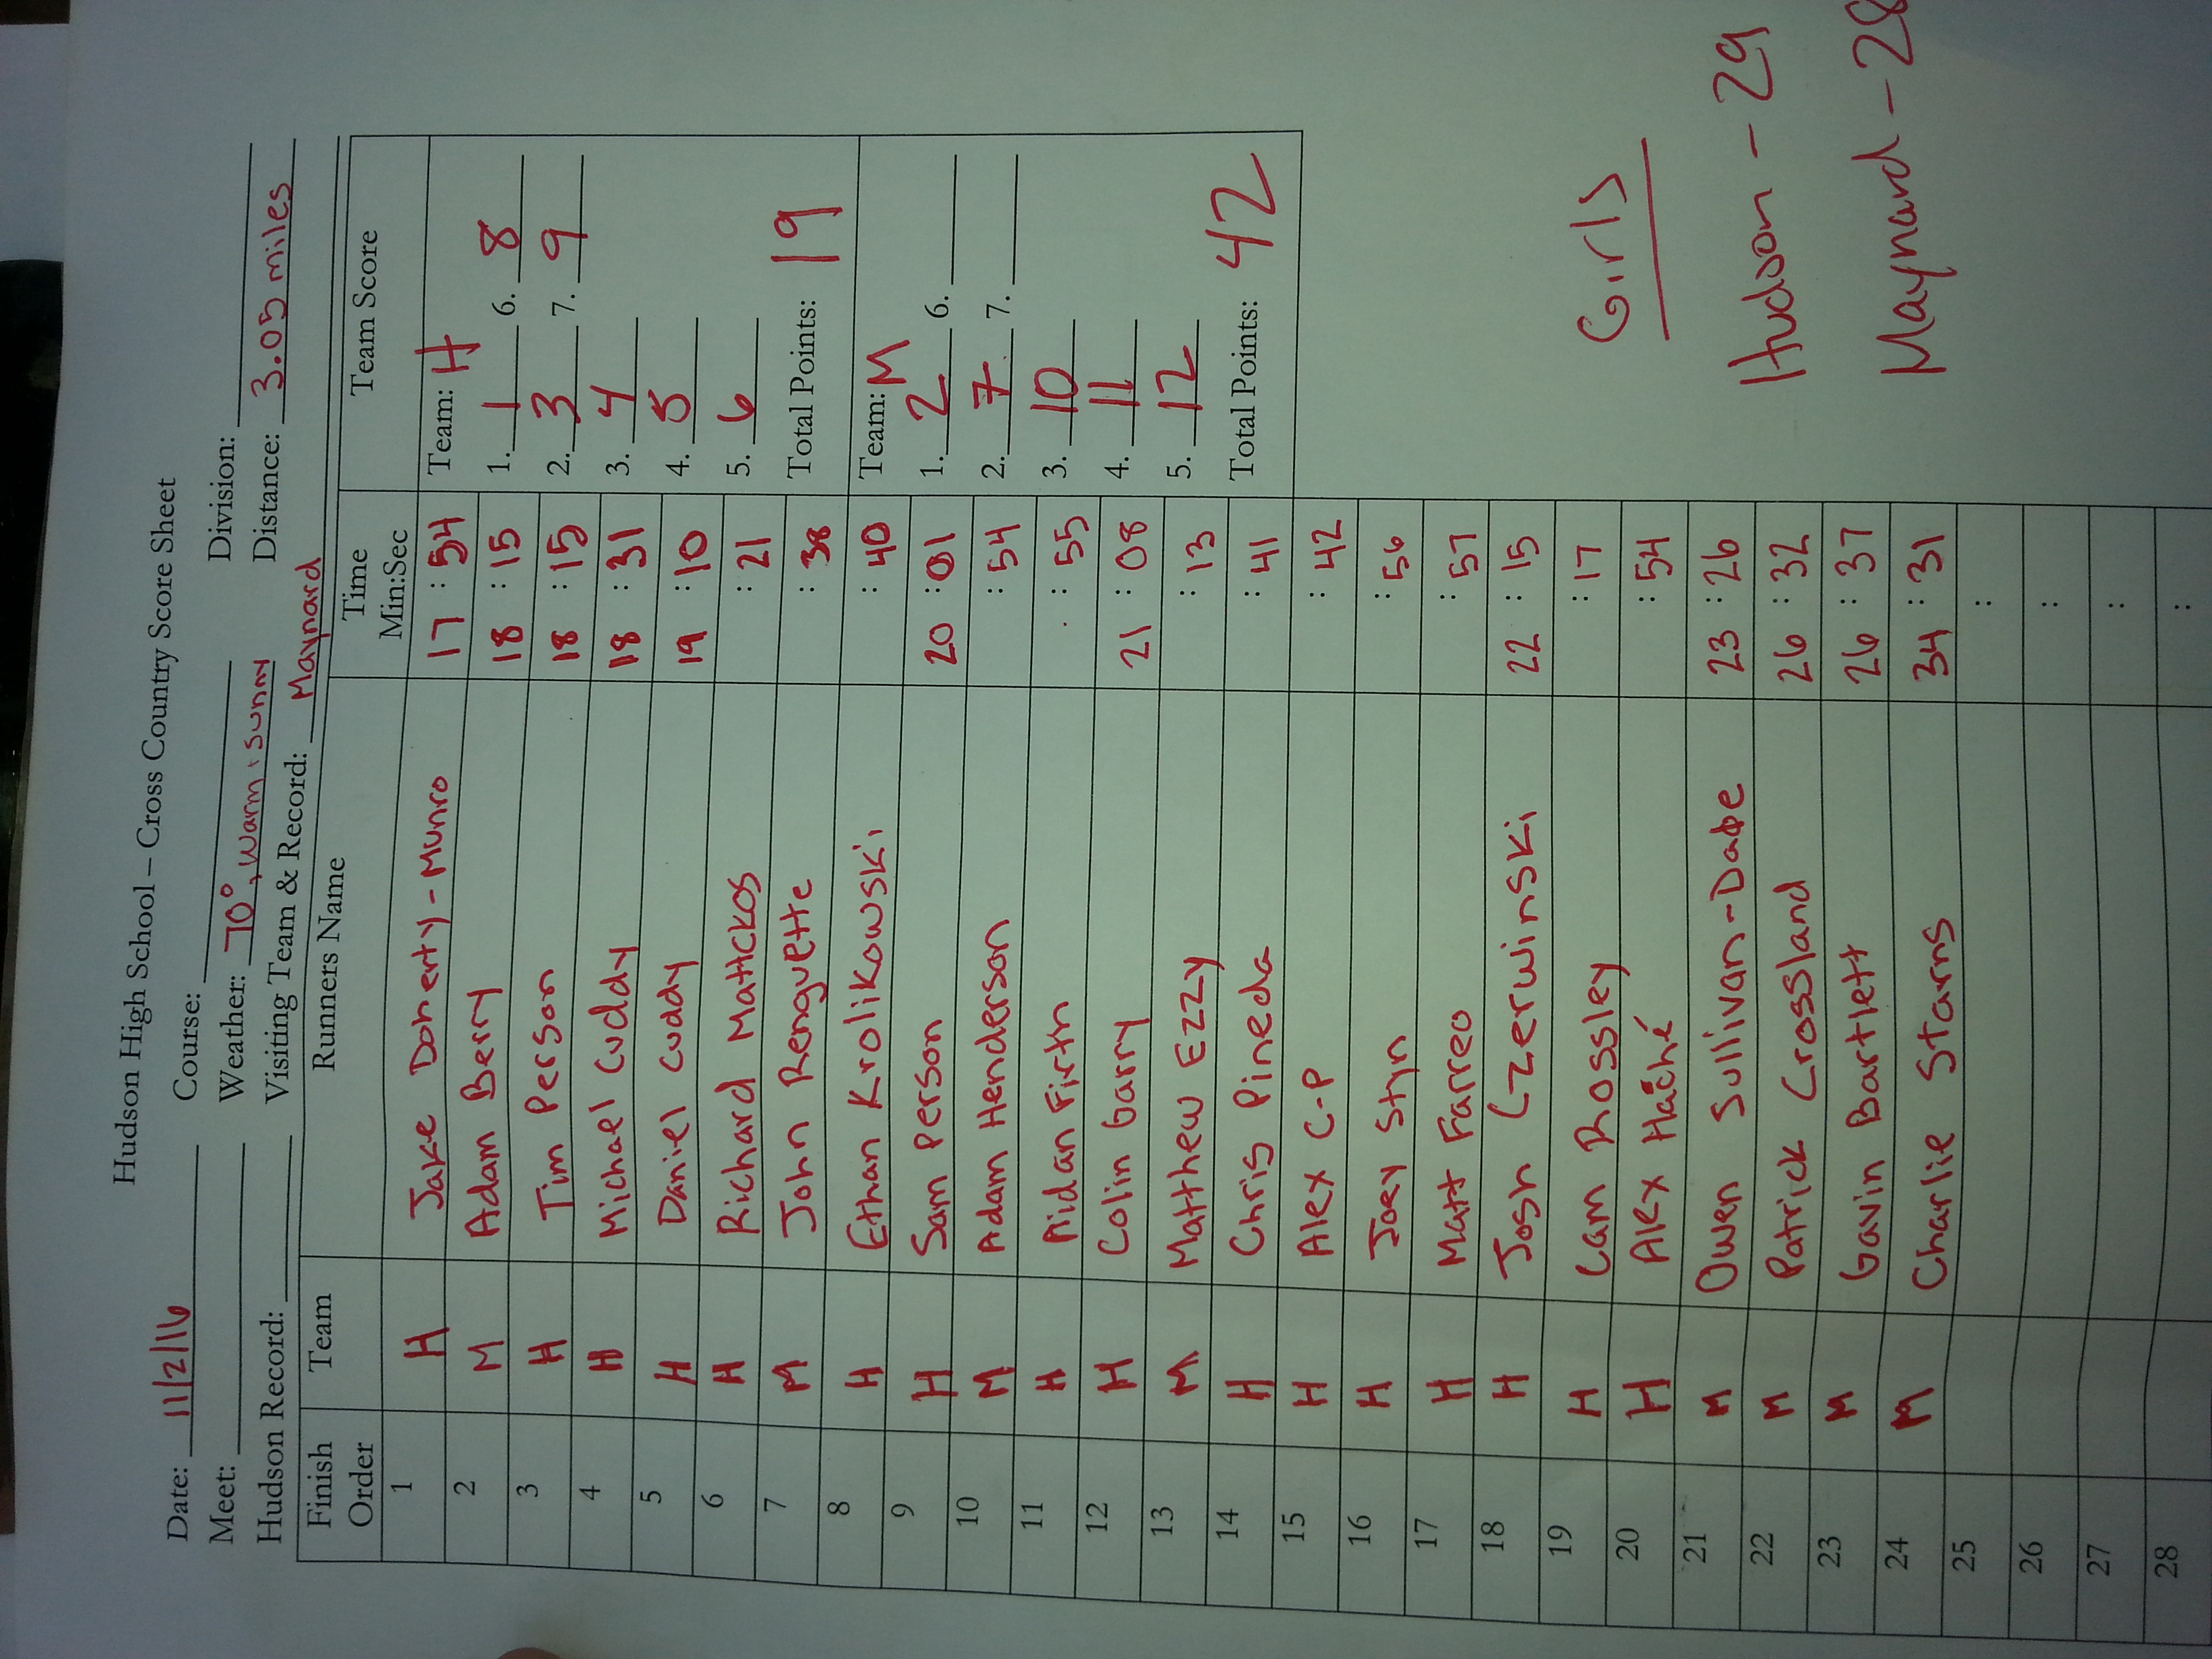 Hudson High School – Cross Country Score Sheet
Date: 11/2/16 Course: Division:
Meet: Weather: 70°, warm & sunny Distance: 3.05 miles
Hudson Record: Visiting Team & Record: Maynard
Finish Order Team Runners Name Time Min:Sec Team Score
1 H Jake Doherty-Munro 17:54
2 M Adam Berry 18:15
3 H Tim Person 18:15
4 H Michael Cuddy 18:31
5 H Daniel Cuddy 19:10
6 H Richard Mattckos :21
7 M John Renguette :38
8 H Ethan Krolikowski :40
9 H Sam Person 20:01
10 M Adam Henderson :54
11 H Aidan Firth :55
12 H Colin Garry 21:08
13 M Matthew Ezzy :13
14 H Chris Pineda :41
15 H Alex C-P :42
16 H Joey Styn :56
17 H Matt Farreo :57
18 H Josh Czerwinski 22:15
19 H Cam Rossley :17
20 H Alex Haché :54
21 M Owen Sullivan-Dabe 23:26
22 M Patrick Crossland 26:32
23 M Gavin Bartlett 26:37
24 M Charlie Starns 34:31
25 :
26 :
27 :
28 :
Team: H
1. 1 6. 8
2. 3 7. 9
3. 4
4. 5
5. 6
Total Points: 19
Team: M
1. 2 6.
2. 7 7.
3. 10
4. 11
5. 12
Total Points: 42
Girls
Hudson - 29
Maynard - 28